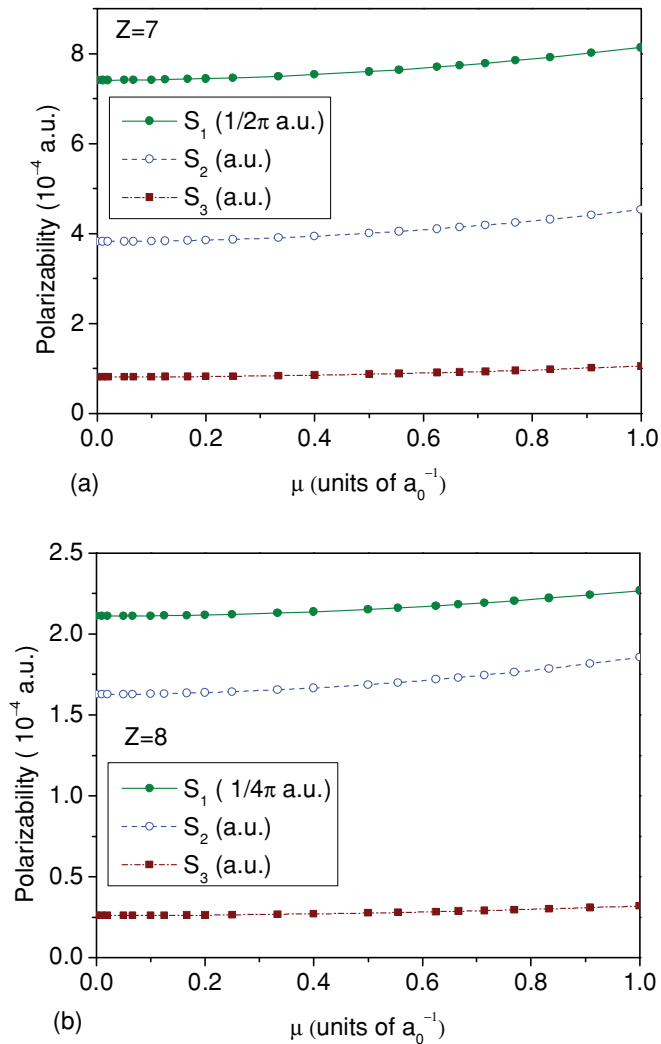 Z=7
S₁ (1/2π a.u.)
S₂ (a.u.)
S₃ (a.u.)
Polarizability (10⁻⁴ a.u.)
8
6
4
2
0
0.0 0.2 0.4 0.6 0.8 1.0
(a) μ (units of a₀⁻¹)
2.5
2.0
1.5
1.0
0.5
0.0
Polarizability ( 10⁻⁴ a.u.)
Z=8
S₁ ( 1/4π a.u.)
S₂ (a.u.)
S₃ (a.u.)
0.0 0.2 0.4 0.6 0.8 1.0
(b) μ (units of a₀⁻¹)